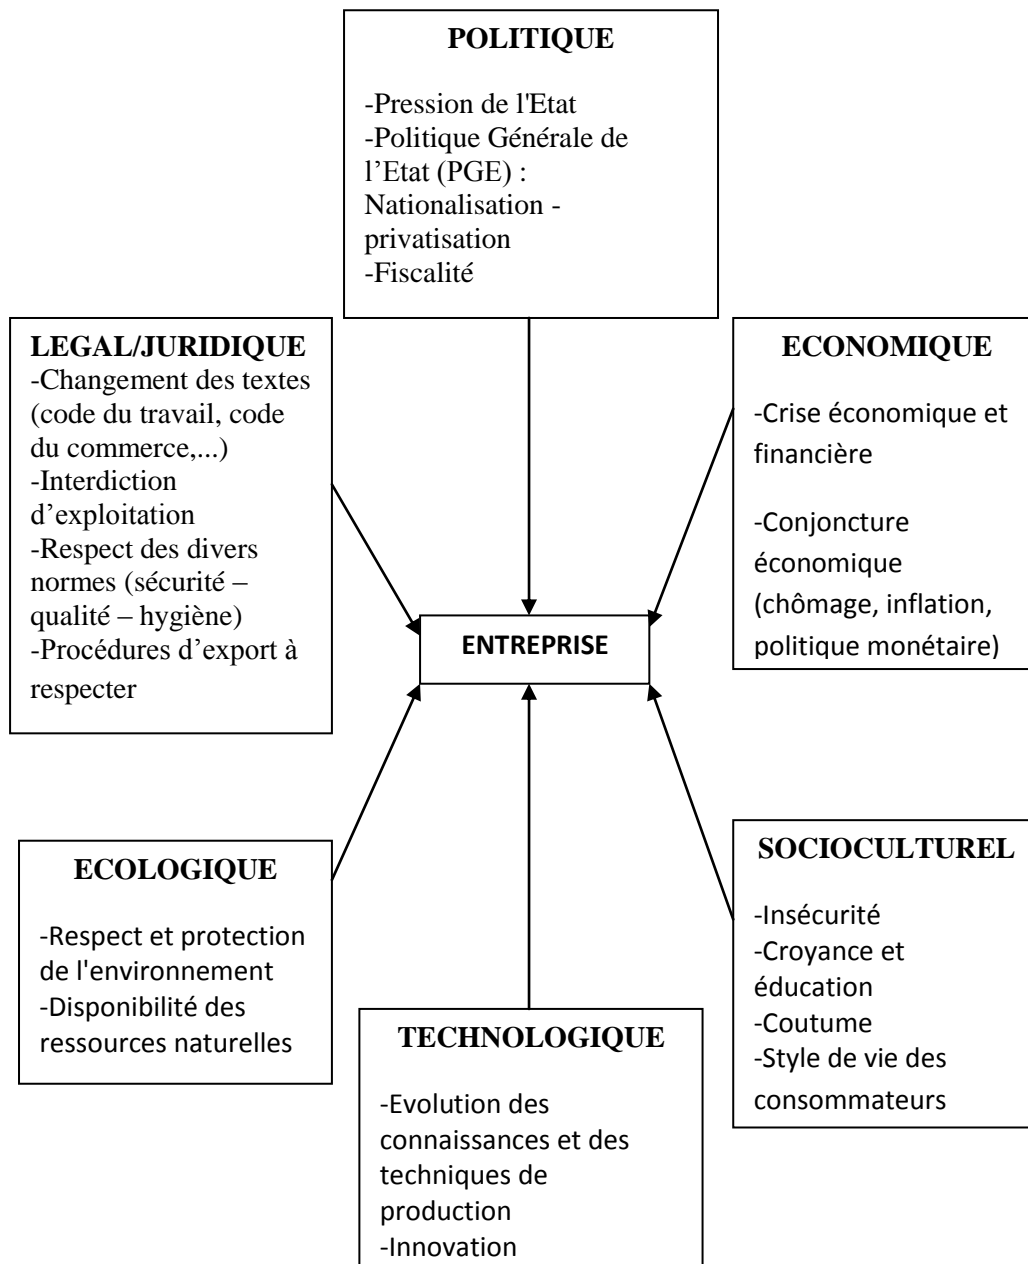 POLITIQUE
-Pression de l'Etat
-Politique Générale de
l’Etat (PGE) :
Nationalisation -
privatisation
-Fiscalité
LEGAL/JURIDIQUE
-Changement des textes
(code du travail, code
du commerce,...)
-Interdiction
d’exploitation
-Respect des divers
normes (sécurité –
qualité – hygiène)
-Procédures d’export à
respecter
ECONOMIQUE
-Crise économique et
financière
-Conjoncture
économique
(chômage, inflation,
politique monétaire)
ENTREPRISE
ECOLOGIQUE
-Respect et protection
de l'environnement
-Disponibilité des
ressources naturelles
TECHNOLOGIQUE
-Evolution des
connaissances et des
techniques de
production
-Innovation
SOCIOCULTUREL
-Insécurité
-Croyance et
éducation
-Coutume
-Style de vie des
consommateurs